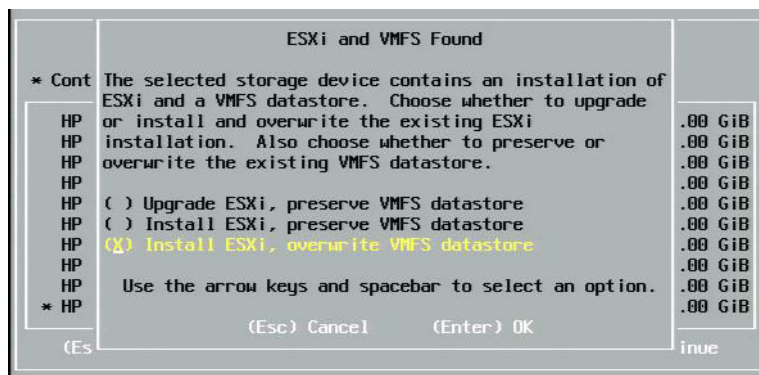 ESXi and VMFS Found
* Cont
The selected storage device contains an installation of
ESXi and a VMFS datastore. Choose whether to upgrade
HP or install and overwrite the existing ESXi .00 GiB
HP installation. Also choose whether to preserve or .00 GiB
HP overwrite the existing VMFS datastore. .00 GiB
HP .00 GiB
HP ( ) Upgrade ESXi, preserve VMFS datastore .00 GiB
HP ( ) Install ESXi, preserve VMFS datastore .00 GiB
HP (X) Install ESXi, overwrite VMFS datastore .00 GiB
HP .00 GiB
HP Use the arrow keys and spacebar to select an option. .00 GiB
* HP .00 GiB
(Esc) Cancel (Enter) OK
(Es inue